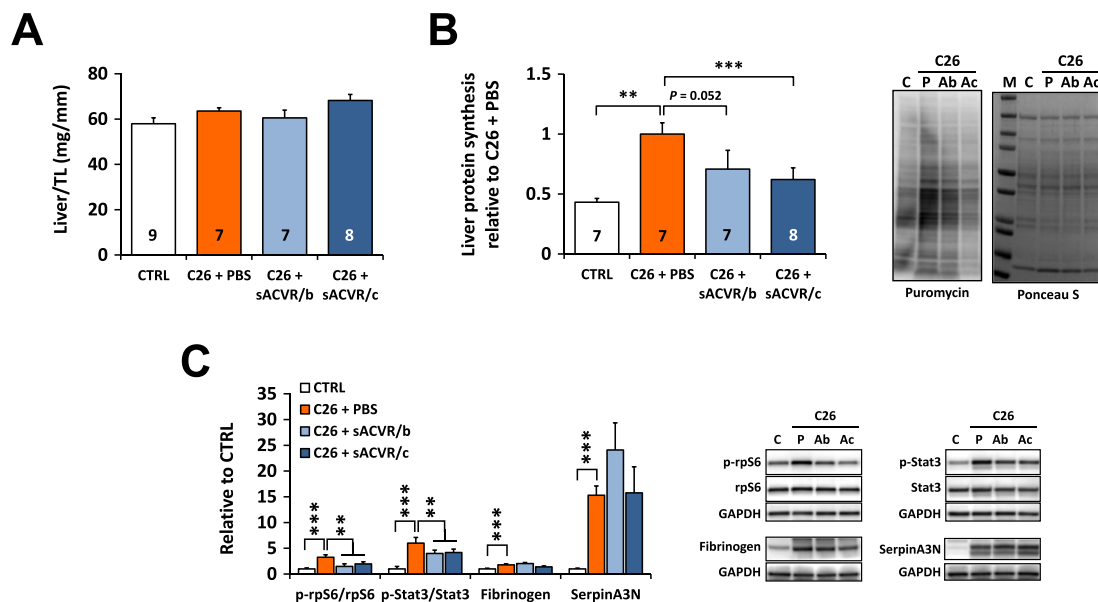 A
Liver/TL (mg/mm)
80
60
40
20
0
9
7
7
8
CTRL
C26 + PBS
C26 +
sACVR/b
C26 +
sACVR/c
B
Liver protein synthesis
relative to C26 + PBS
1.5
1
0.5
0
**
***
P = 0.052
7
7
7
8
CTRL
C26 + PBS
C26 +
sACVR/b
C26 +
sACVR/c
C26
C P Ab Ac
Puromycin
C26
M C P Ab Ac
Ponceau S
C
Relative to CTRL
35
30
25
20
15
10
5
0
CTRL
C26 + PBS
C26 + sACVR/b
C26 + sACVR/c
***
**
***
**
***
***
p-rpS6/rpS6
p-Stat3/Stat3
Fibrinogen
SerpinA3N
C26
C P Ab Ac
p-rpS6
rpS6
GAPDH
Fibrinogen
GAPDH
C26
C P Ab Ac
p-Stat3
Stat3
GAPDH
SerpinA3N
GAPDH